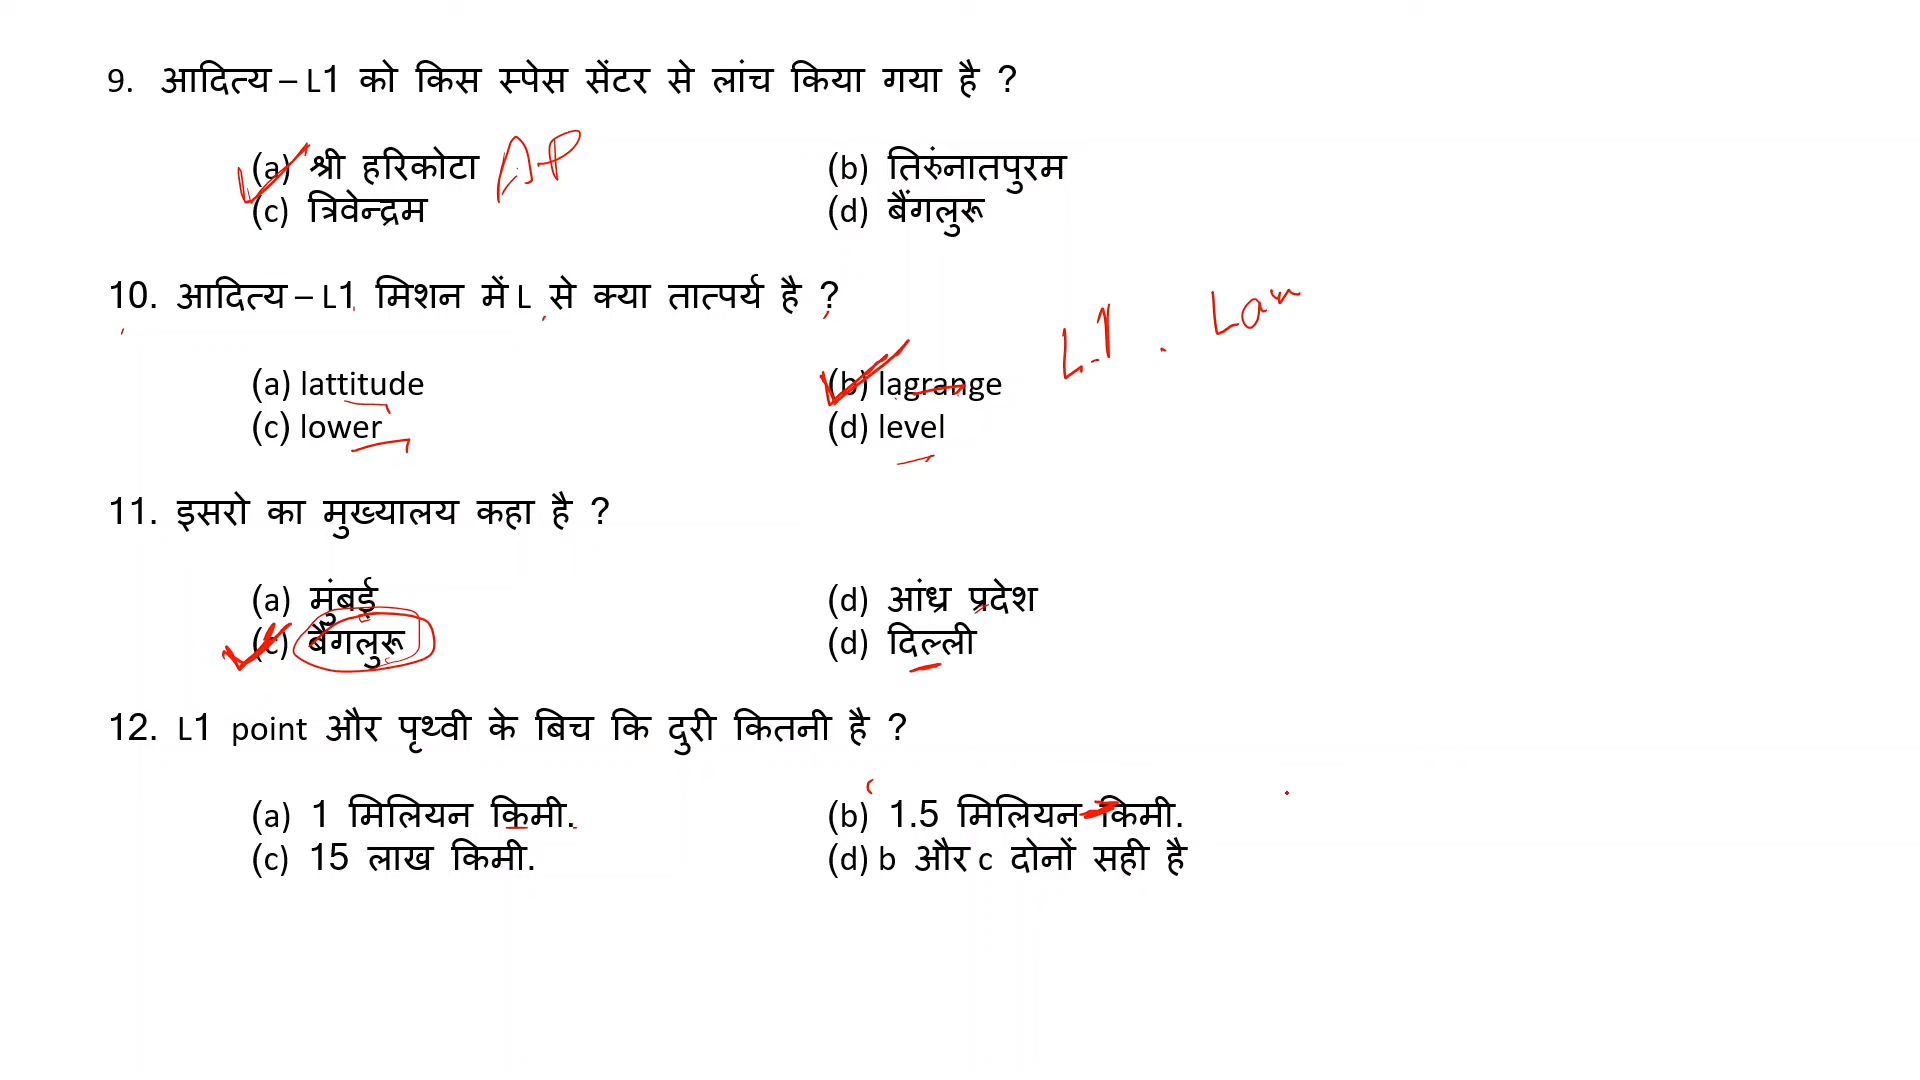 9. आदित्य – L1 को किस स्पेस सेंटर से लांच किया गया है ?
(a) श्री हरिकोटा AP (b) तिरुंनातपुरम
(c) त्रिवेन्द्रम (d) बैंगलुरू
10. आदित्य – L1 मिशन में L से क्या तात्पर्य है ?
L1 . Lan
(a) lattitude (b) lagrange
(c) lower (d) level
11. इसरो का मुख्यालय कहा है ?
(a) मुंबई (d) आंध्र प्रदेश
(c) बैंगलुरू (d) दिल्ली
12. L1 point और पृथ्वी के बिच कि दुरी कितनी है ?
(a) 1 मिलियन किमी. (b) 1.5 मिलियन किमी.
(c) 15 लाख किमी. (d) b और c दोनों सही है